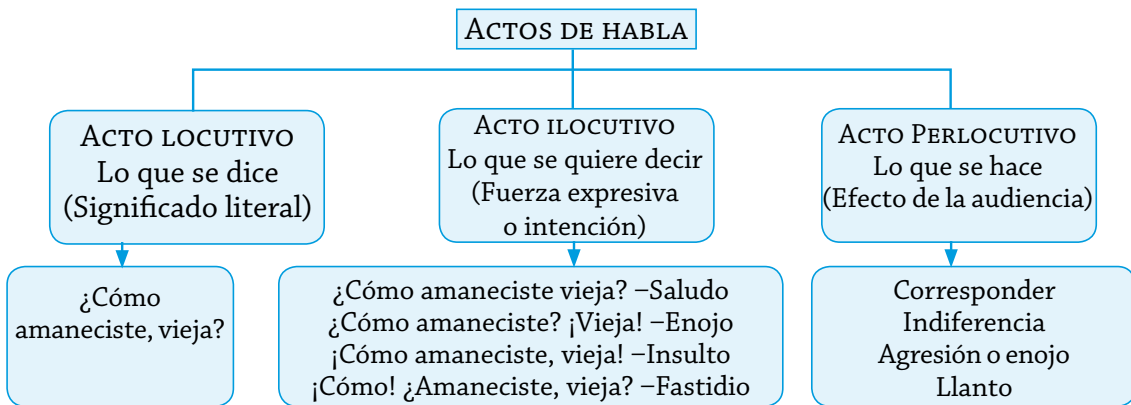 Actos de habla
Acto locutivo
Lo que se dice
(Significado literal)
Acto ilocutivo
Lo que se quiere decir
(Fuerza expresiva
o intención)
Acto Perlocutivo
Lo que se hace
(Efecto de la audiencia)
¿Cómo
amaneciste, vieja?
¿Cómo amaneciste vieja? –Saludo
¿Cómo amaneciste? ¡Vieja! –Enojo
¡Cómo amaneciste, vieja! –Insulto
¡Cómo! ¿Amaneciste, vieja? –Fastidio
Corresponder
Indiferencia
Agresión o enojo
Llanto